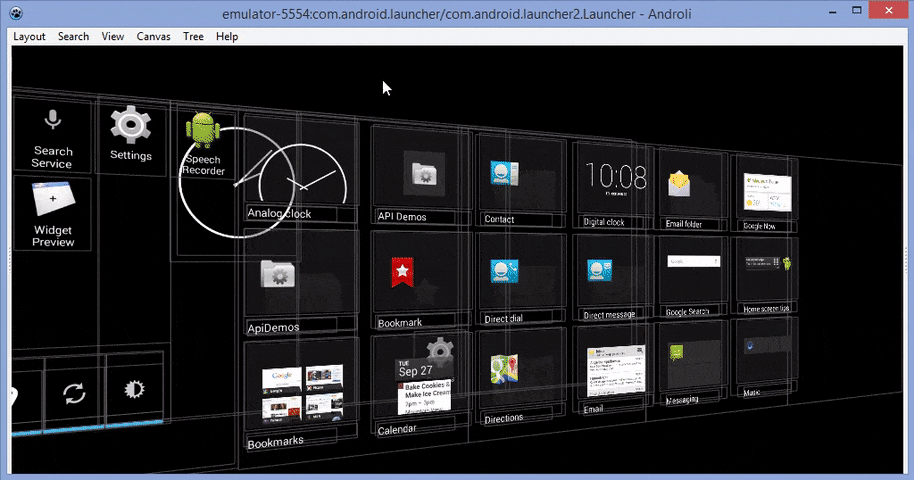 emulator-5554:com.android.launcher/com.android.launcher2.Launcher - Androli
Layout Search View Canvas Tree Help
Search
Service
Settings
Speech
Recorder
Widget
Preview
Analog clock
API Demos
Contact
10:08
Digital clock
Email folder
Google Now
ApiDemos
Bookmark
Direct dial
Direct message
Google Search
Home screen tips
Bookmarks
TUE
Sep 27
Bake Cookies &
Make Ice Cream
Calendar
Directions
Email
Messaging
Music